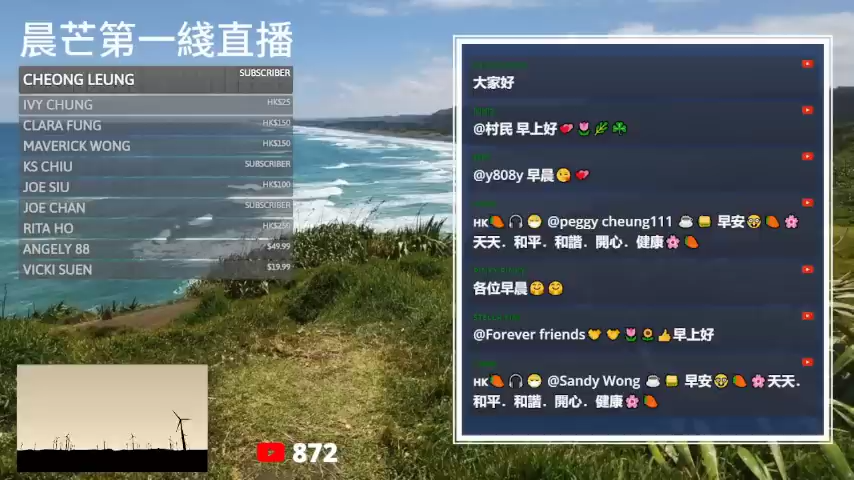 晨芒第一綫直播
CHEONG LEUNG SUBSCRIBER
IVY CHUNG HK$25
CLARA FUNG HK$150
MAVERICK WONG HK$150
KS CHIU SUBSCRIBER
JOE SIU HK$100
JOE CHAN SUBSCRIBER
RITA HO HK$250
ANGELY 88 $49.99
VICKI SUEN $19.99
大家好
@村民 早上好
@y808y 早晨
HK @peggy cheung111 早安
天天. 和平. 和諧. 開心. 健康
各位早晨
@Forever friends 早上好
HK @Sandy Wong 早安 天天.
和平. 和諧. 開心. 健康
872